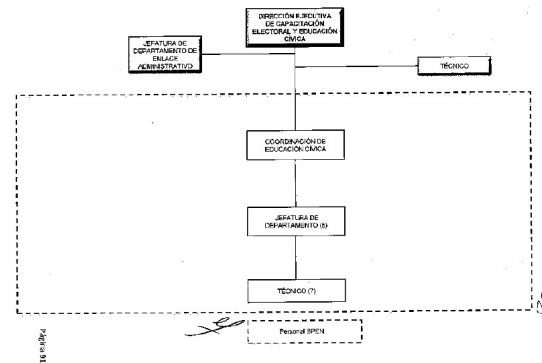 DIRECCIÓN EJECUTIVA
DE CAPACITACIÓN
ELECTORAL Y EDUCACIÓN
CÍVICA
JEFATURA DE
DEPARTAMENTO DE
ENLACE
ADMINISTRATIVO
TÉCNICO
COORDINACIÓN DE
EDUCACIÓN CÍVICA
JEFATURA DE
DEPARTAMENTO (5)
TÉCNICO (7)
Personal SPEN
Página 91